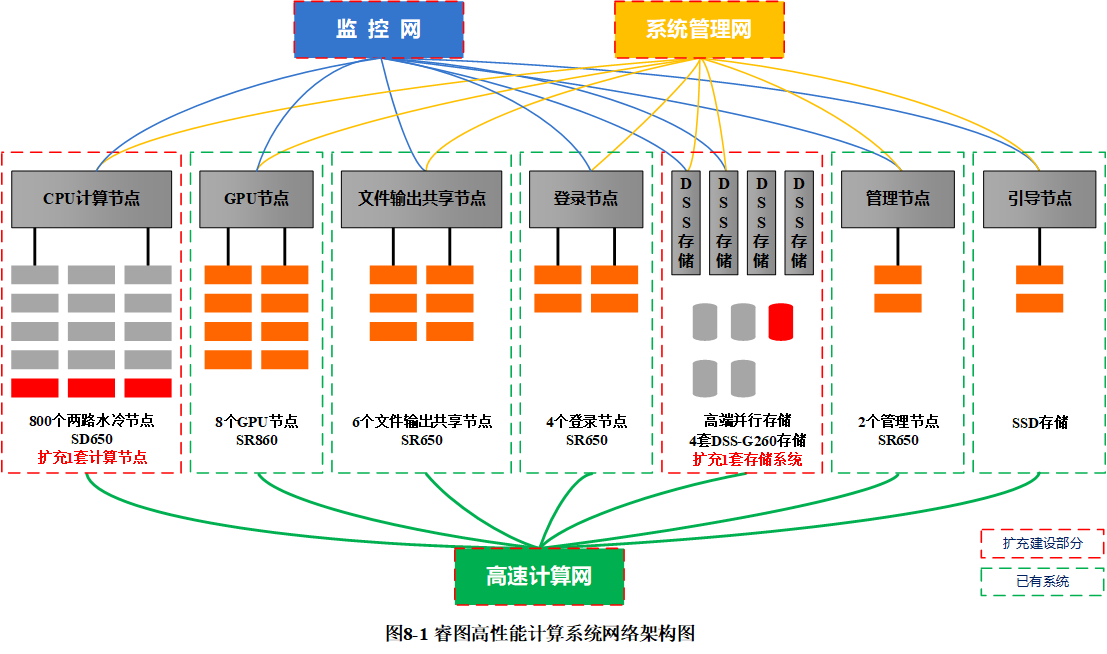 监 控 网
系统管理网
CPU计算节点
GPU节点
文件输出共享节点
登录节点
DSS存储
DSS存储
DSS存储
DSS存储
管理节点
引导节点
800个两路水冷节点
SD650
扩充1套计算节点
8个GPU节点
SR860
6个文件输出共享节点
SR650
4个登录节点
SR650
高端并行存储
4套DSS-G260存储
扩充1套存储系统
2个管理节点
SR650
SSD存储
高速计算网
扩充建设部分
已有系统
图8-1 睿图高性能计算系统网络架构图